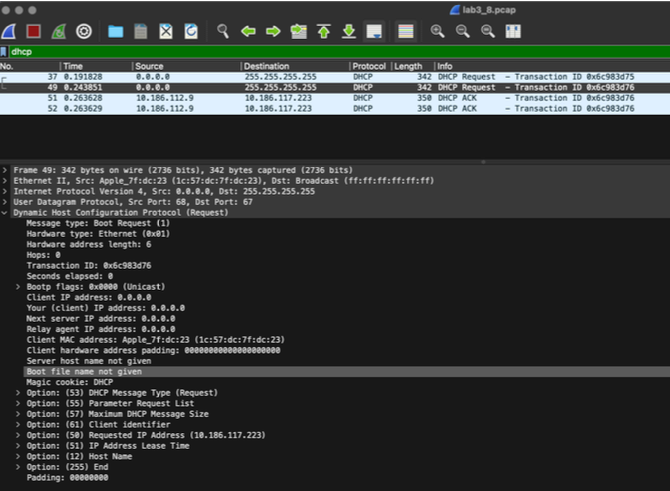 lab3_8.pcap
dhcp
No. Time Source Destination Protocol Length Info
37 0.191828 0.0.0.0 255.255.255.255 DHCP 342 DHCP Request - Transaction ID 0x6c983d75
49 0.243851 0.0.0.0 255.255.255.255 DHCP 342 DHCP Request - Transaction ID 0x6c983d76
51 0.263628 10.186.112.9 10.186.117.223 DHCP 350 DHCP ACK - Transaction ID 0x6c983d76
52 0.263629 10.186.112.9 10.186.117.223 DHCP 350 DHCP ACK - Transaction ID 0x6c983d76
Frame 49: 342 bytes on wire (2736 bits), 342 bytes captured (2736 bits)
Ethernet II, Src: Apple_7f:dc:23 (1c:57:dc:7f:dc:23), Dst: Broadcast (ff:ff:ff:ff:ff:ff)
Internet Protocol Version 4, Src: 0.0.0.0, Dst: 255.255.255.255
User Datagram Protocol, Src Port: 68, Dst Port: 67
Dynamic Host Configuration Protocol (Request)
Message type: Boot Request (1)
Hardware type: Ethernet (0x01)
Hardware address length: 6
Hops: 0
Transaction ID: 0x6c983d76
Seconds elapsed: 0
Bootp flags: 0x0000 (Unicast)
Client IP address: 0.0.0.0
Your (client) IP address: 0.0.0.0
Next server IP address: 0.0.0.0
Relay agent IP address: 0.0.0.0
Client MAC address: Apple_7f:dc:23 (1c:57:dc:7f:dc:23)
Client hardware address padding: 00000000000000000000
Server host name not given
Boot file name not given
Magic cookie: DHCP
Option: (53) DHCP Message Type (Request)
Option: (55) Parameter Request List
Option: (57) Maximum DHCP Message Size
Option: (61) Client identifier
Option: (50) Requested IP Address (10.186.117.223)
Option: (51) IP Address Lease Time
Option: (12) Host Name
Option: (255) End
Padding: 00000000